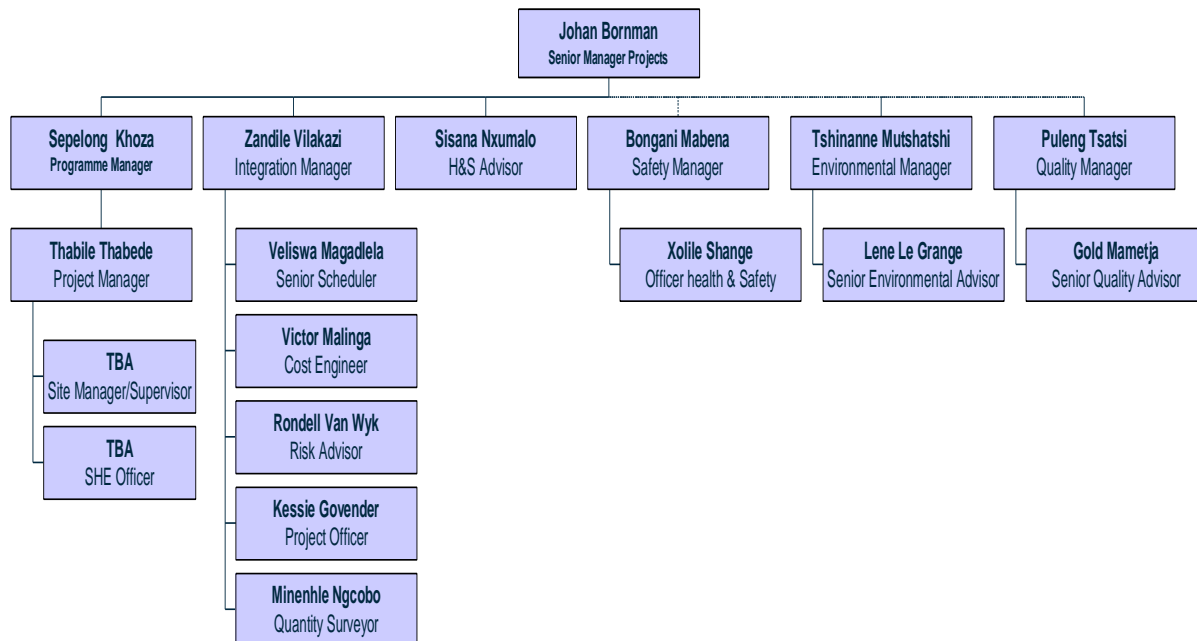 Johan Bornman
Senior Manager Projects
Sepelong Khoza
Programme Manager
Zandile Vilakazi
Integration Manager
Sisana Nxumalo
H&S Advisor
Bongani Mabena
Safety Manager
Tshinanne Mutshatshi
Environmental Manager
Puleng Tsatsi
Quality Manager
Thabile Thabede
Project Manager
Veliswa Magadlela
Senior Scheduler
Xolile Shange
Officer health & Safety
Lene Le Grange
Senior Environmental Advisor
Gold Mametja
Senior Quality Advisor
TBA
Site Manager/Supervisor
Victor Malinga
Cost Engineer
TBA
SHE Officer
Rondell Van Wyk
Risk Advisor
Kessie Govender
Project Officer
Minenhle Ngcobo
Quantity Surveyor